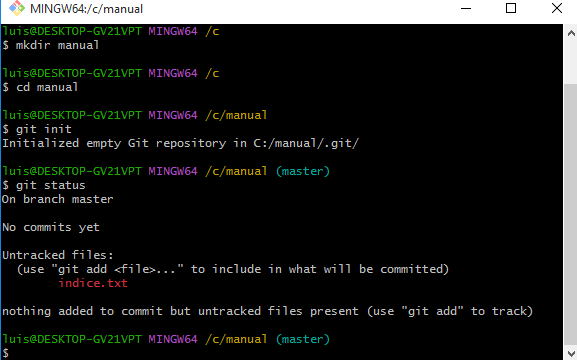 MINGW64:/c/manual
luis@DESKTOP-GV21VPT MINGW64 /c
$ mkdir manual
luis@DESKTOP-GV21VPT MINGW64 /c
$ cd manual
luis@DESKTOP-GV21VPT MINGW64 /c/manual
$ git init
Initialized empty Git repository in C:/manual/.git/
luis@DESKTOP-GV21VPT MINGW64 /c/manual (master)
$ git status
On branch master
No commits yet
Untracked files:
(use "git add <file>..." to include in what will be committed)
indice.txt
nothing added to commit but untracked files present (use "git add" to track)
luis@DESKTOP-GV21VPT MINGW64 /c/manual (master)
$